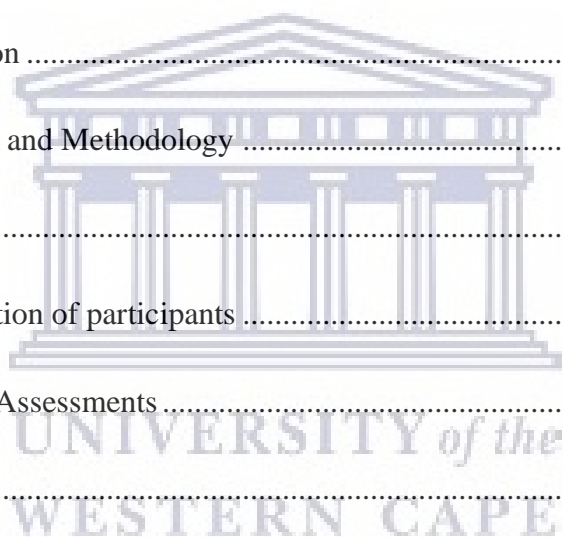 on ................................................................
and Methodology .....................................
................................................................
tion of participants .....................................
Assessments ..............................................
UNIVERSITY of the
................................................................
WESTERN CAPE